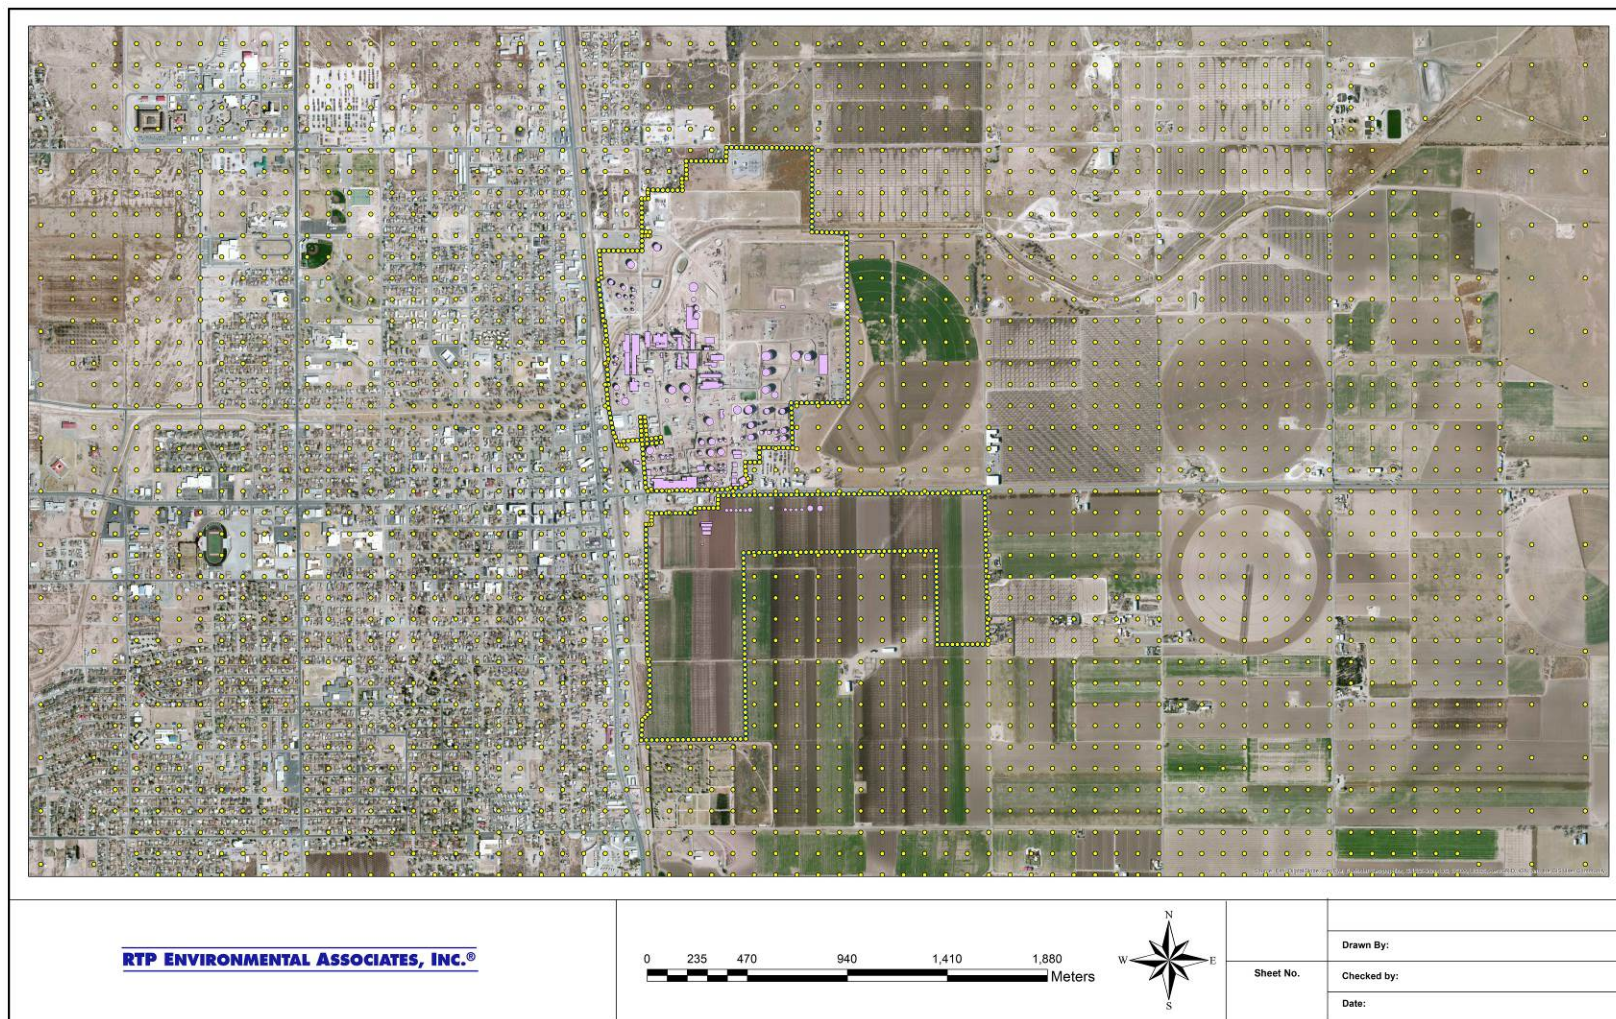 RTP ENVIRONMENTAL ASSOCIATES, INC.®
0 235 470 940 1,410 1,880
Meters
N
W E
S
Sheet No.
Drawn By:
Checked by:
Date: